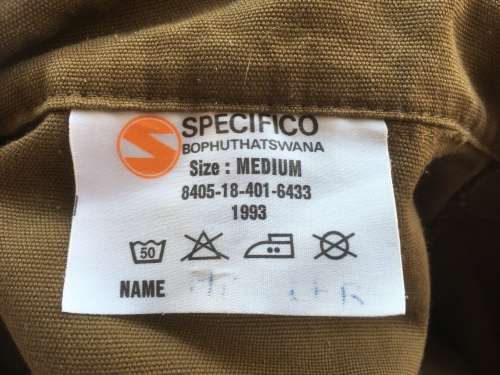 SPECIFICO
BOPHUTHATSWANA
Size : MEDIUM
8405-18-401-6433
1993
50
NAME